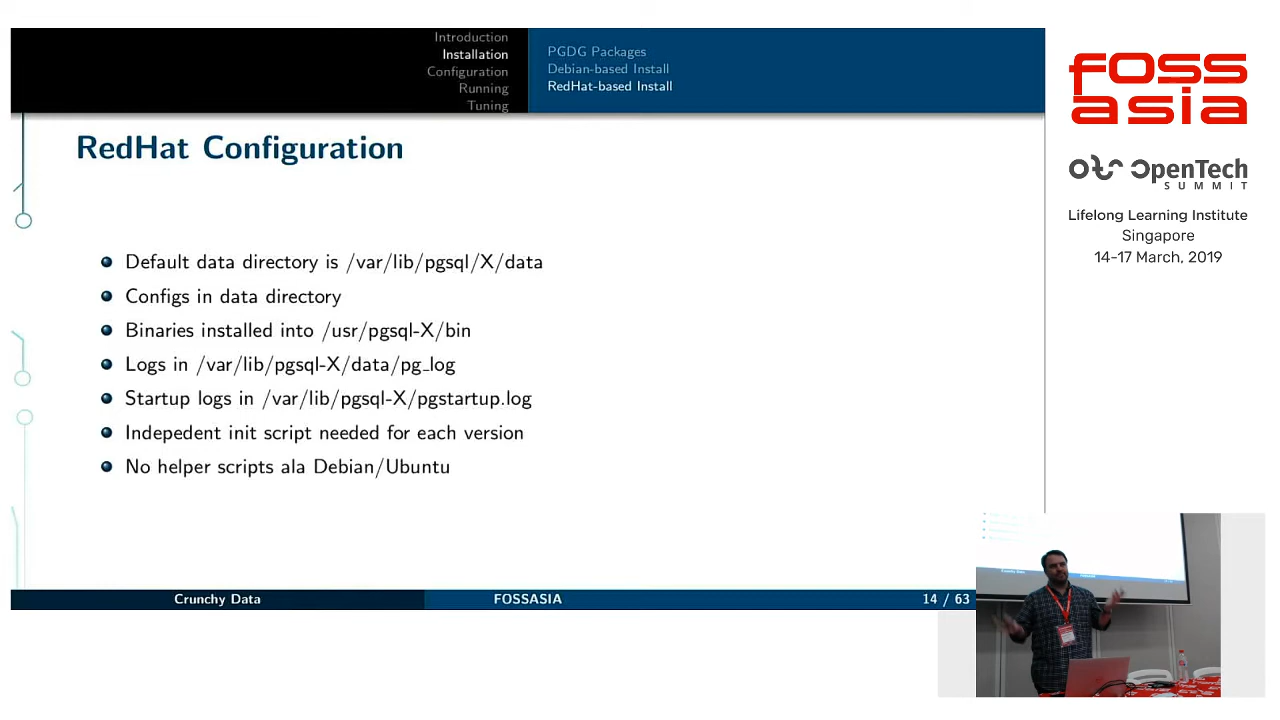 Introduction
Installation
Configuration
Running
Tuning
PGDG Packages
Debian-based Install
RedHat-based Install
RedHat Configuration
Default data directory is /var/lib/pgsql/X/data
Configs in data directory
Binaries installed into /usr/pgsql-X/bin
Logs in /var/lib/pgsql-X/data/pg_log
Startup logs in /var/lib/pgsql-X/pgstartup.log
Indepedent init script needed for each version
No helper scripts ala Debian/Ubuntu
Crunchy Data FOSSASIA 14 / 63
FOSS
asia
OpenTech
SUMMIT
Lifelong Learning Institute
Singapore
14-17 March, 2019